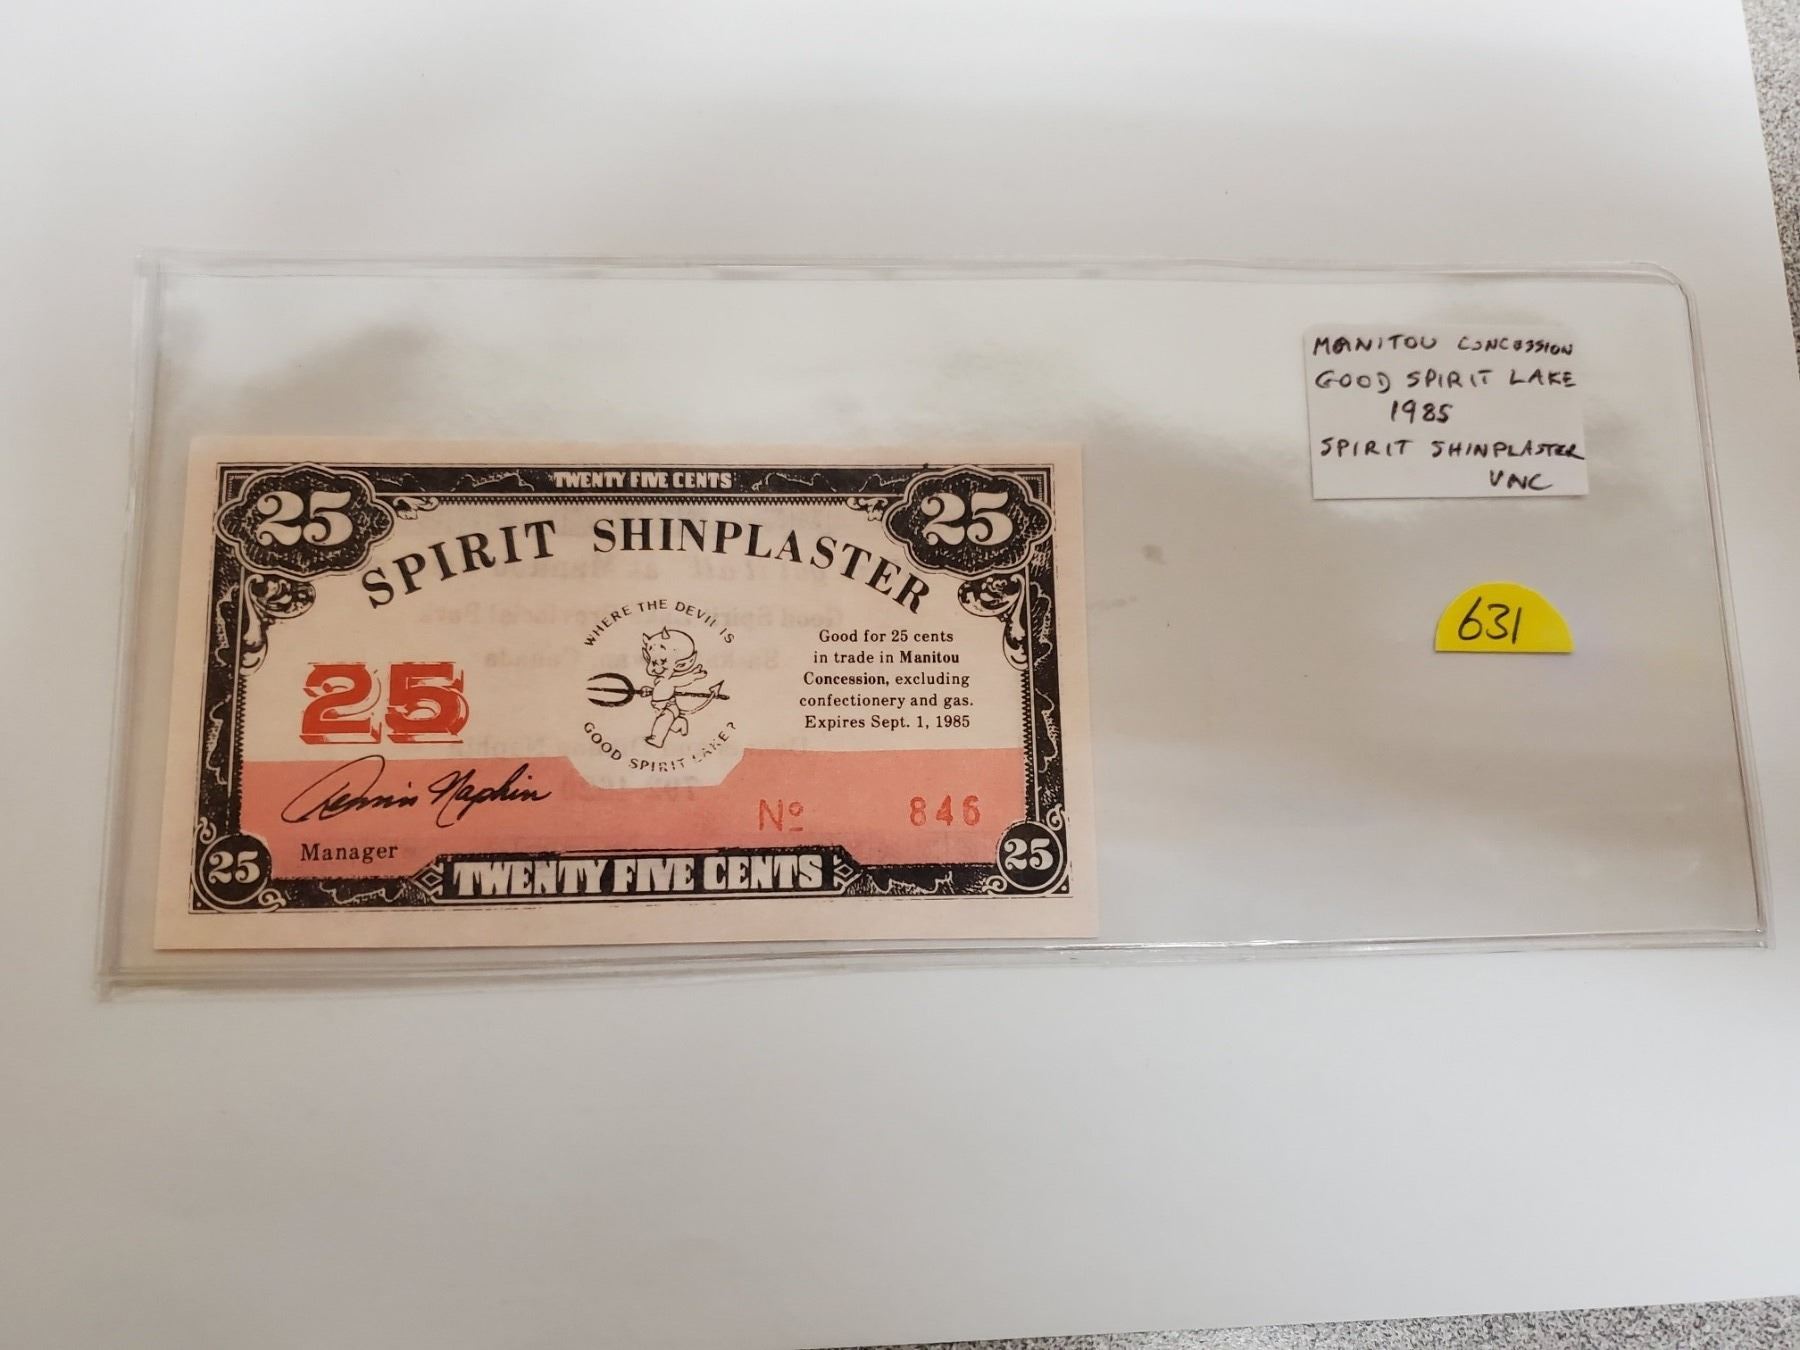 TWENTY FIVE CENTS
25 25
SPIRIT SHINPLASTER
WHERE THE DEVIL IS
GOOD SPIRIT LAKE?
25
Good for 25 cents
in trade in Manitou
Concession, excluding
confectionery and gas.
Expires Sept. 1, 1985
Dennis Naphin
Manager
Nº 846
25 TWENTY FIVE CENTS 25
MANITOU CONCESSION
GOOD SPIRIT LAKE
1985
SPIRIT SHINPLASTER
UNC
631